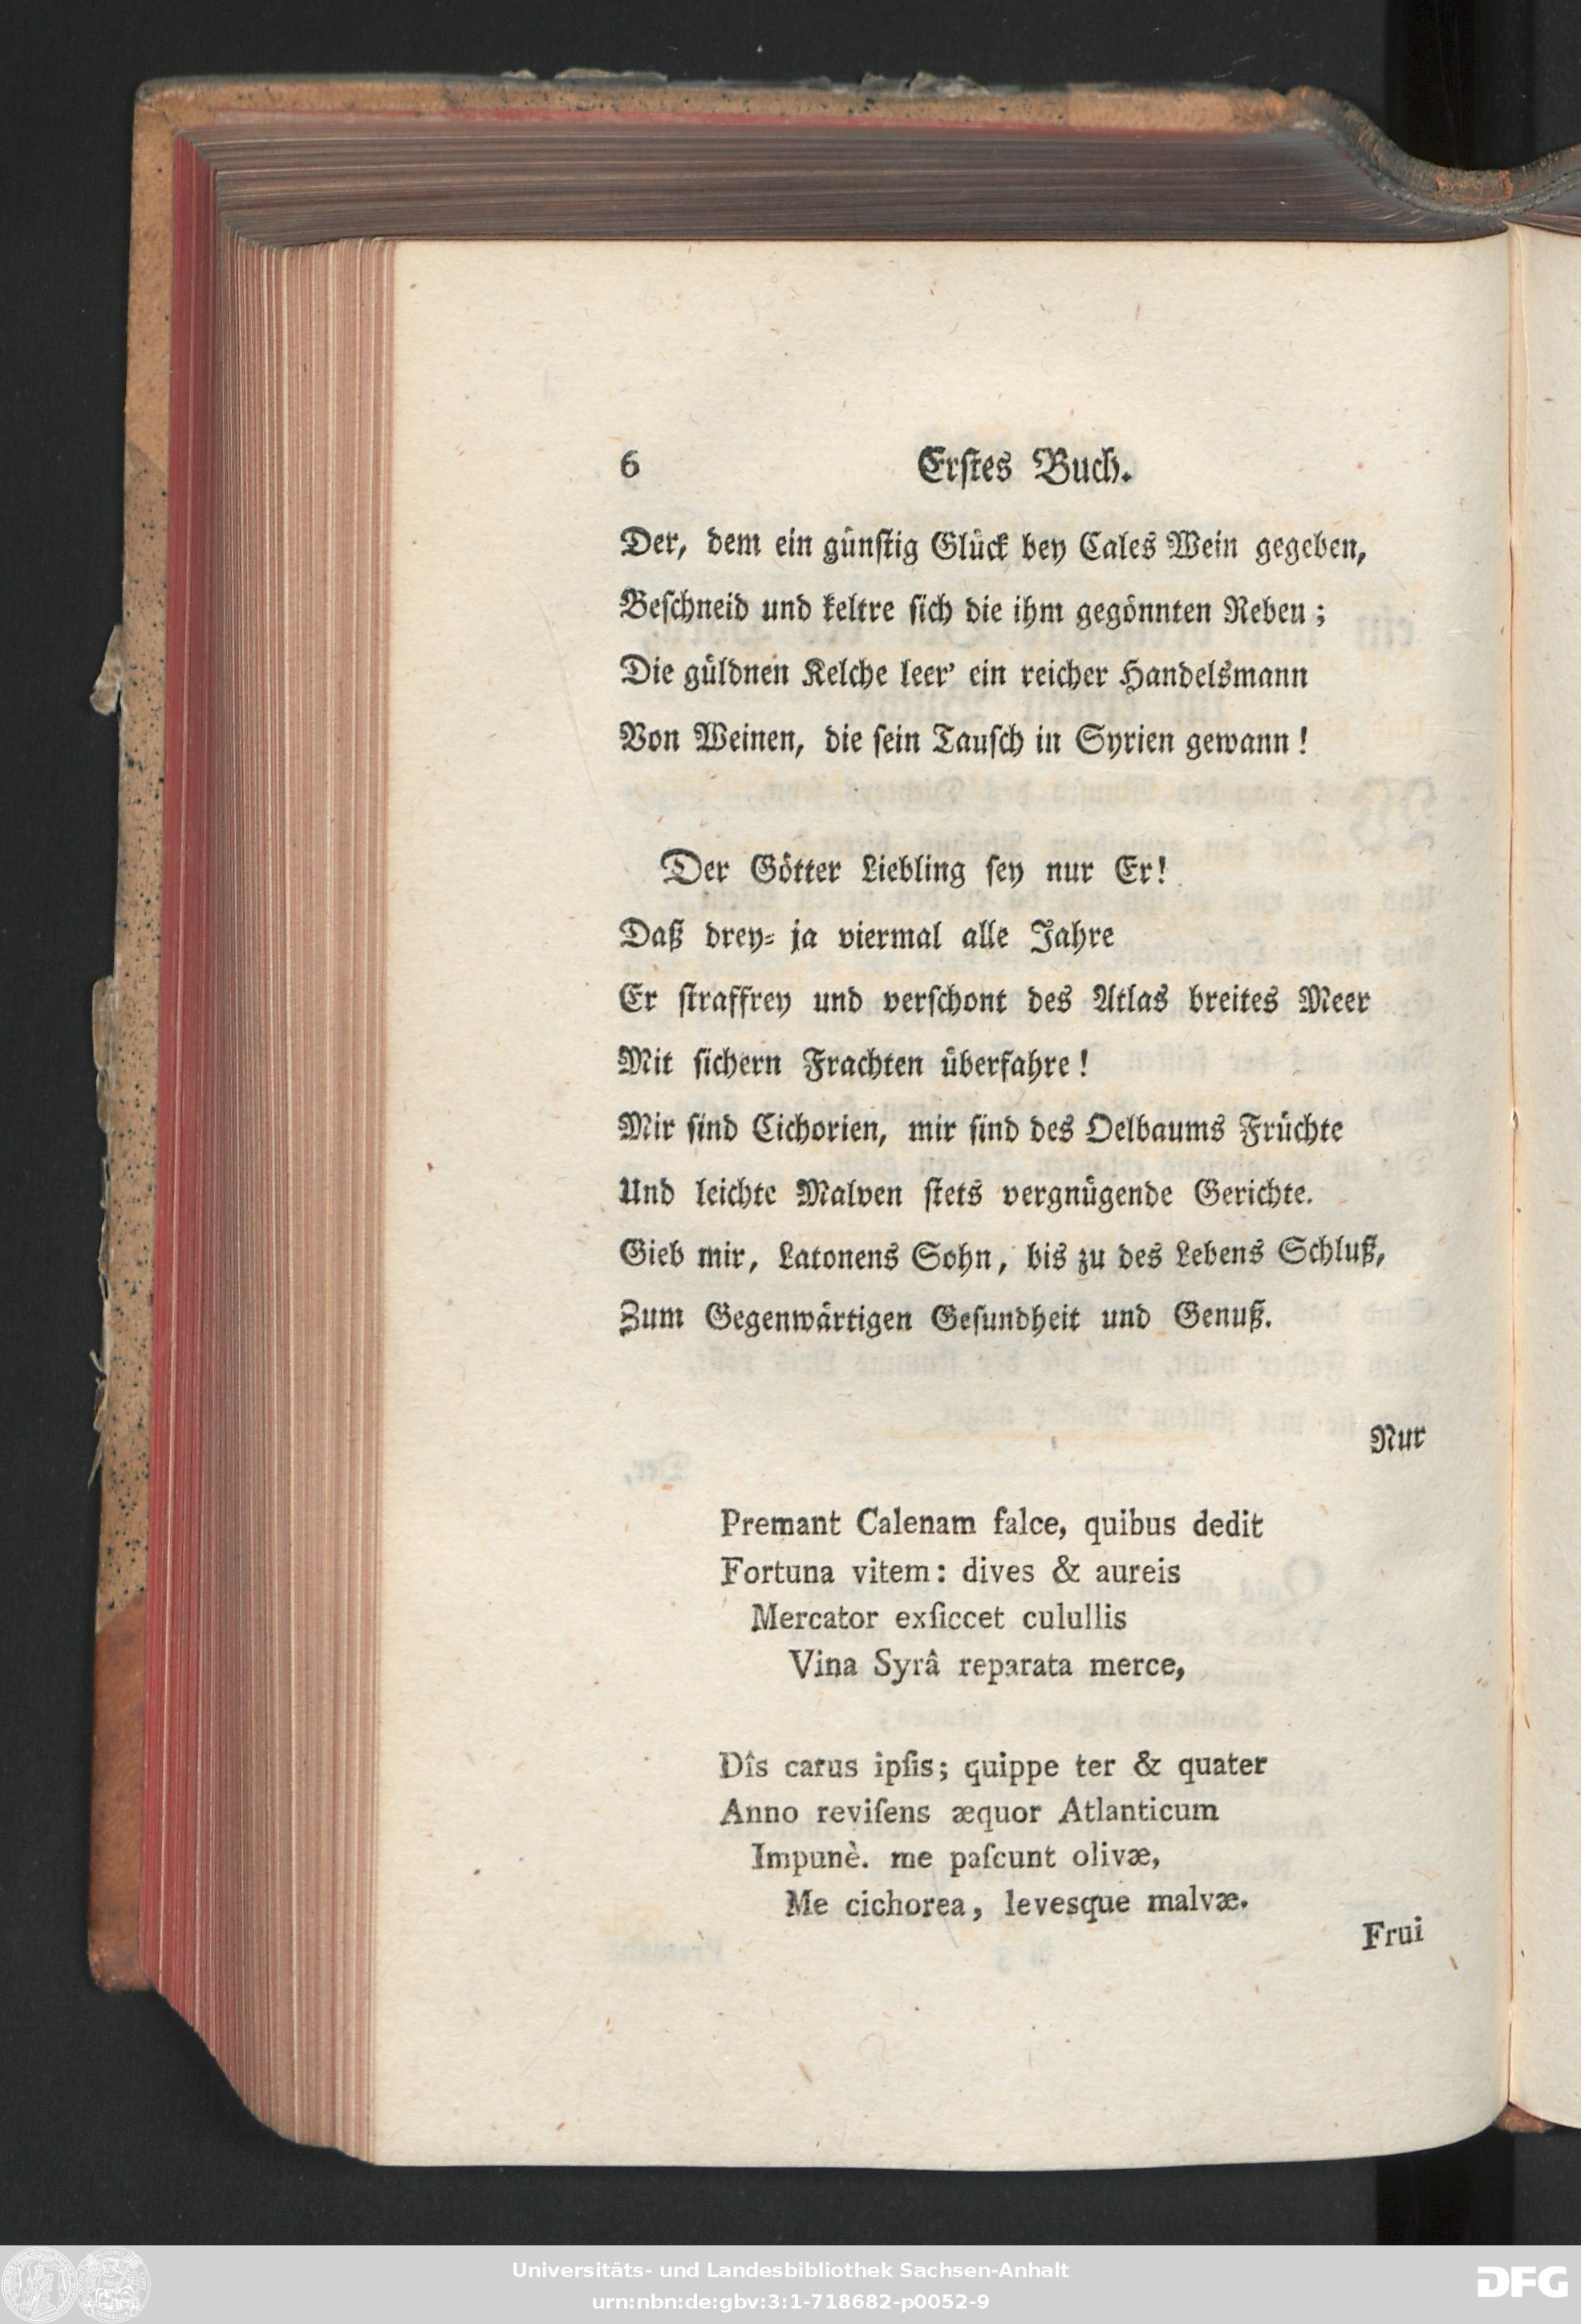 6 Erſtes Buch.
Der, dem ein günſtig Glück bey Cales Wein gegeben,
Beſchneid und keltre ſich die ihm gegönnten Reben;
Die güldnen Kelche leer' ein reicher Handelsmann
Von Weinen, die ſein Tauſch in Syrien gewann!
Der Götter Liebling ſey nur Er!
Daß drey- ja viermal alle Jahre
Er ſtraffrey und verſchont des Atlas breites Meer
Mit ſichern Frachten überfahre!
Mir ſind Cichorien, mir ſind des Oelbaums Früchte
Und leichte Malven ſtets vergnügende Gerichte.
Gieb mir, Latonens Sohn, bis zu des Lebens Schluß,
Zum Gegenwärtigen Geſundheit und Genuß.
Nur
Premant Calenam falce, quibus dedit
Fortuna vitem: dives & aureis
Mercator exſiccet culullis
Vina Syrâ reparata merce,
Dîs carus ipſis; quippe ter & quater
Anno reviſens æquor Atlanticum
Impunè. me paſcunt olivæ,
Me cichorea, levesque malvæ.
Frui
Universitäts- und Landesbibliothek Sachsen-Anhalt
urn:nbn:de:gbv:3:1-718682-p0052-9
DFG